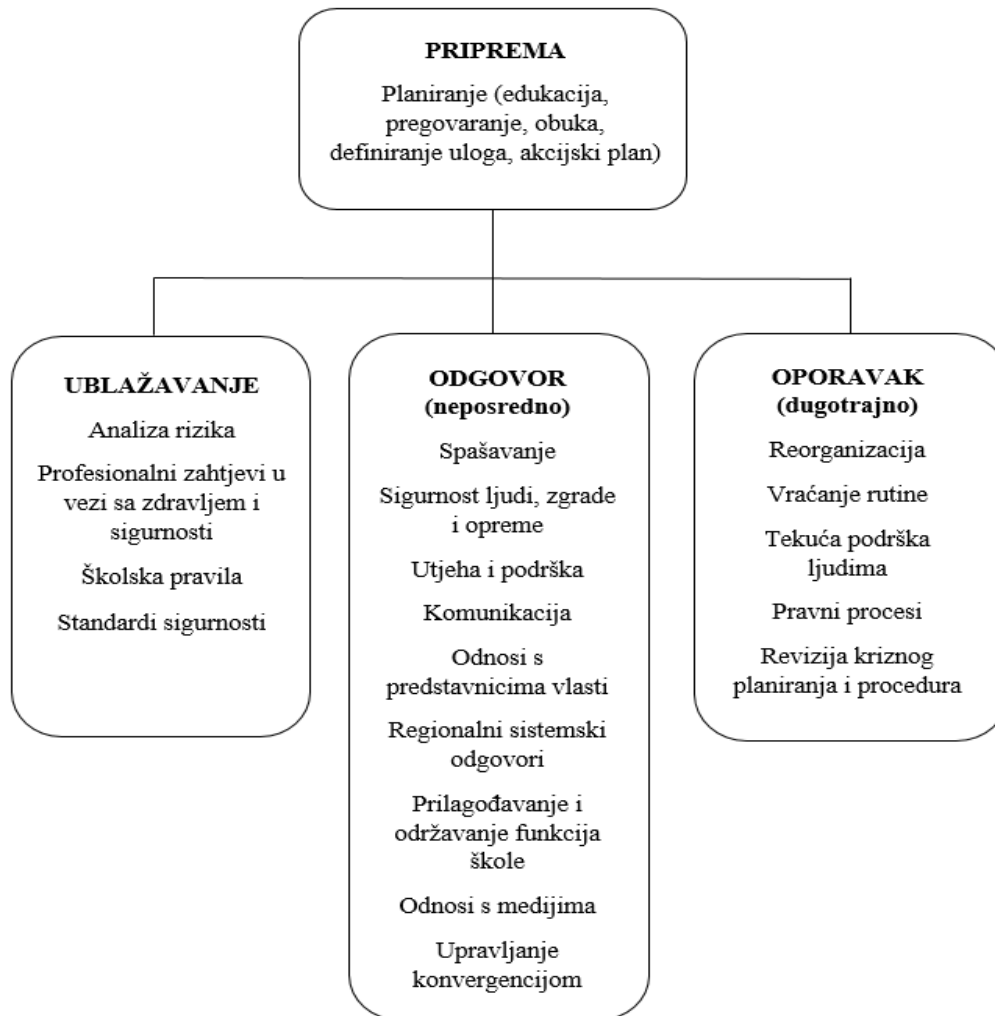 PRIPREMA
Planiranje (edukacija,
pregovaranje, obuka,
definiranje uloga, akcijski plan)
UBLAŽAVANJE
Analiza rizika
Profesionalni zahtjevi u
vezi sa zdravljem i
sigurnosti
Školska pravila
Standardi sigurnosti
ODGOVOR
(neposredno)
Spašavanje
Sigurnost ljudi, zgrade
i opreme
Utjeha i podrška
Komunikacija
Odnosi s
predstavnicima vlasti
Regionalni sistemski
odgovori
Prilagođavanje i
održavanje funkcija
škole
Odnosi s medijima
Upravljanje
konvergencijom
OPORAVAK
(dugotrajno)
Reorganizacija
Vraćanje rutine
Tekuća podrška
ljudima
Pravni procesi
Revizija kriznog
planiranja i procedura